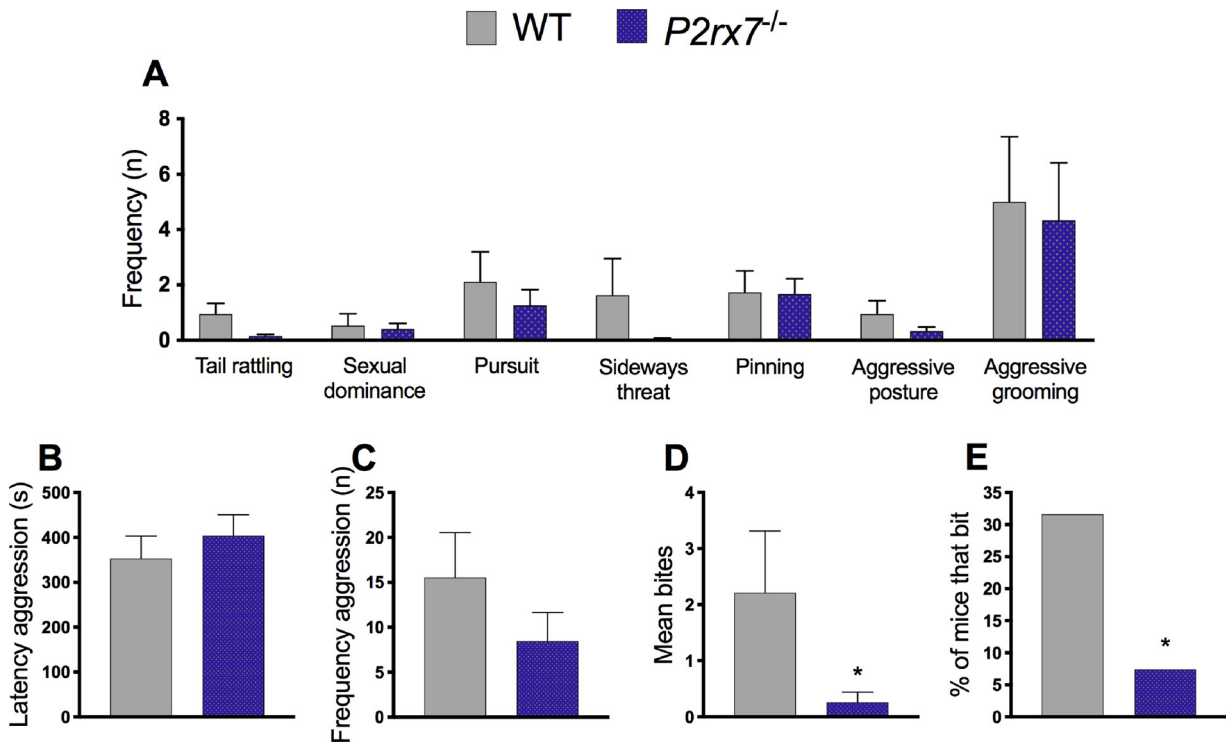 WT P2rx7-/-
A
Frequency (n)
8
6
4
2
0
Tail rattling
Sexual
dominance
Pursuit
Sideways
threat
Pinning
Aggressive
posture
Aggressive
grooming
B
Latency aggression (s)
500
400
300
200
100
0
C
Frequency aggression (n)
25
20
15
10
5
0
D
Mean bites
4
3
2
1
0
*
E
% of mice that bit
35
30
25
20
15
10
5
0
*